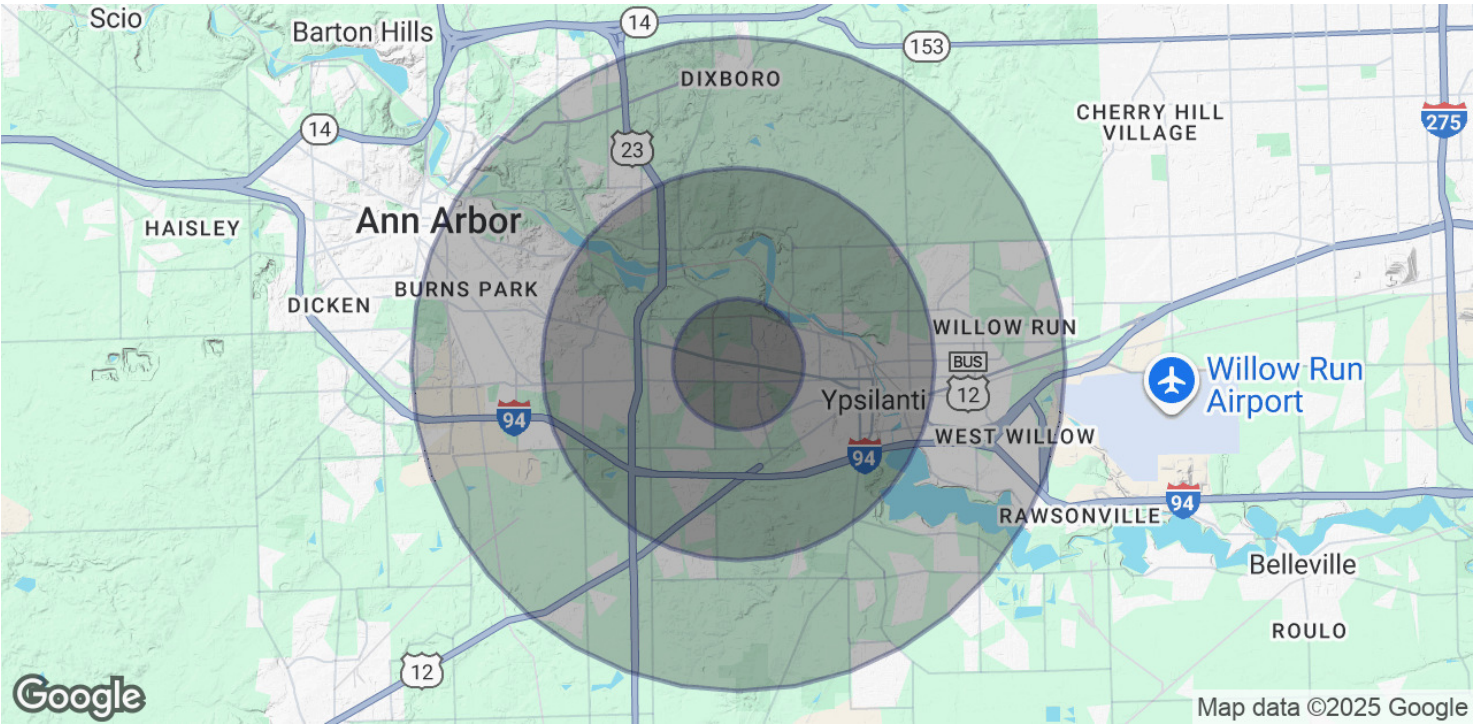 Scio
Barton Hills
14
153
DIXBORO
CHERRY HILL
VILLAGE
275
14
23
HAISLEY
Ann Arbor
BURNS PARK
DICKEN
WILLOW RUN
BUS
12
Willow Run
Airport
Ypsilanti
94
WEST WILLOW
94
94
RAWSONVILLE
Belleville
ROULO
12
Google
Map data ©2025 Google